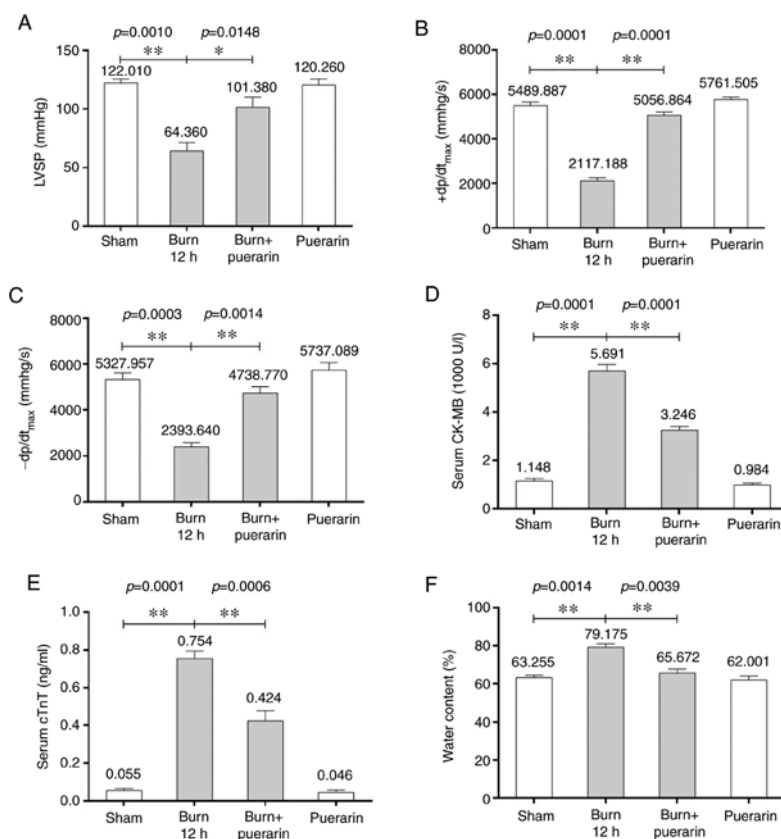 A
p=0.0010 p=0.0148
** *
LVSP (mmHg)
150
100
50
0
122.010
64.360
101.380
120.260
Sham Burn Burn+ Puerarin
12 h puerarin
B
p=0.0001 p=0.0001
** **
+dp/dtmax (mmhg/s)
8000
6000
4000
2000
0
5489.887
2117.188
5056.864
5761.505
Sham Burn Burn+ Puerarin
12 h puerarin
C
p=0.0003 p=0.0014
** **
−dp/dtmax (mmhg/s)
8000
6000
4000
2000
0
5327.957
2393.640
4738.770
5737.089
Sham Burn Burn+ Puerarin
12 h puerarin
D
p=0.0001 p=0.0001
** **
Serum CK-MB (1000 U/l)
8
6
4
2
0
1.148
5.691
3.246
0.984
Sham Burn Burn+ Puerarin
12 h puerarin
E
p=0.0001 p=0.0006
** **
Serum cTnT (ng/ml)
1.0
0.8
0.6
0.4
0.2
0.0
0.055
0.754
0.424
0.046
Sham Burn Burn+ Puerarin
12 h puerarin
F
p=0.0014 p=0.0039
** **
Water content (%)
100
80
60
40
20
0
63.255
79.175
65.672
62.001
Sham Burn Burn+ Puerarin
12 h puerarin